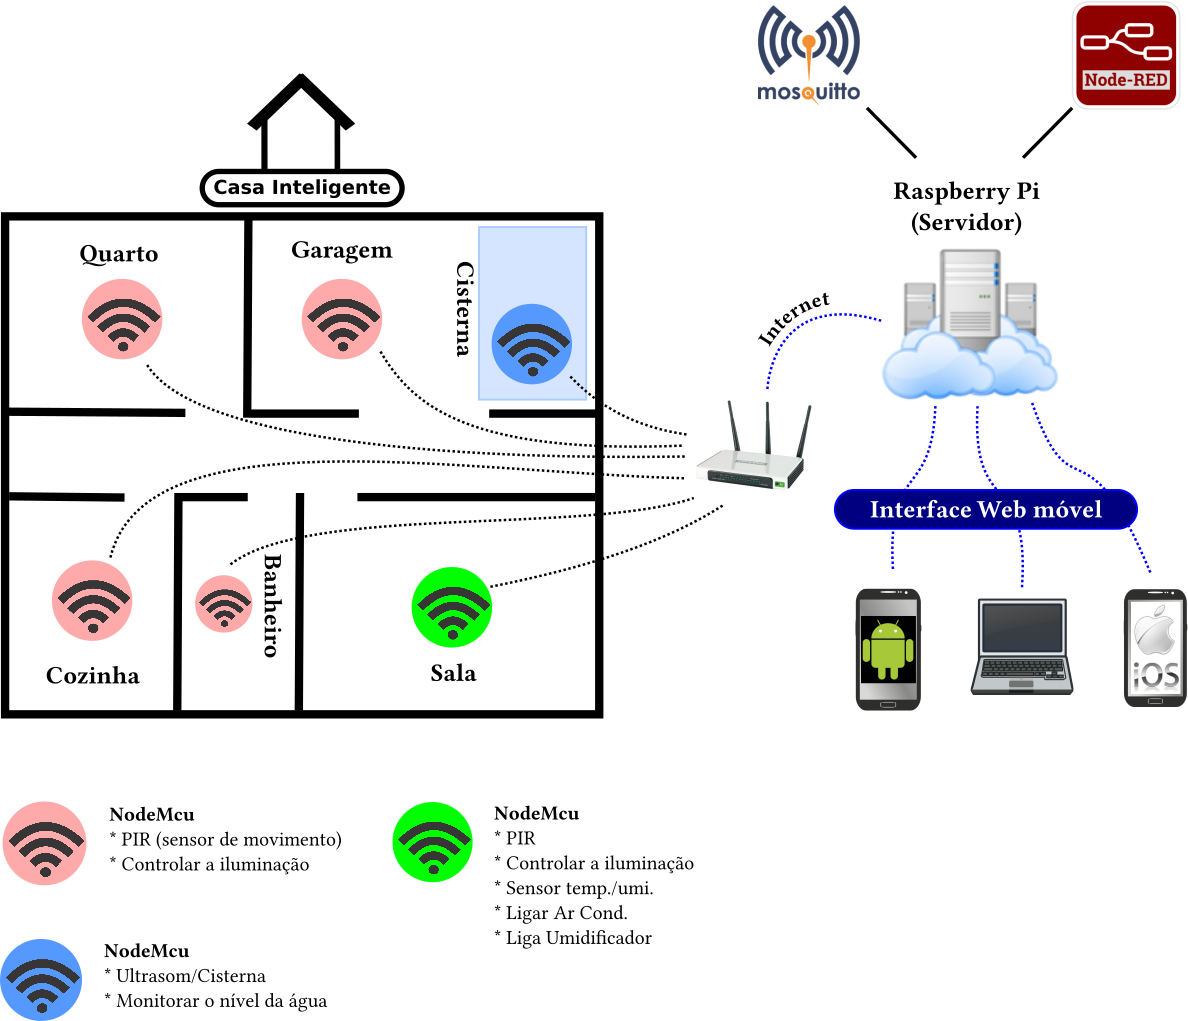 mosquitto
Node-RED
Raspberry Pi
(Servidor)
Casa Inteligente
Quarto
Garagem
Cisterna
Internet
Interface Web móvel
Banheiro
Cozinha
Sala
iOS
NodeMcu
* PIR (sensor de movimento)
* Controlar a iluminação
NodeMcu
* PIR
* Controlar a iluminação
* Sensor temp./umi.
* Ligar Ar Cond.
* Liga Umidificador
NodeMcu
* Ultrasom/Cisterna
* Monitorar o nível da água